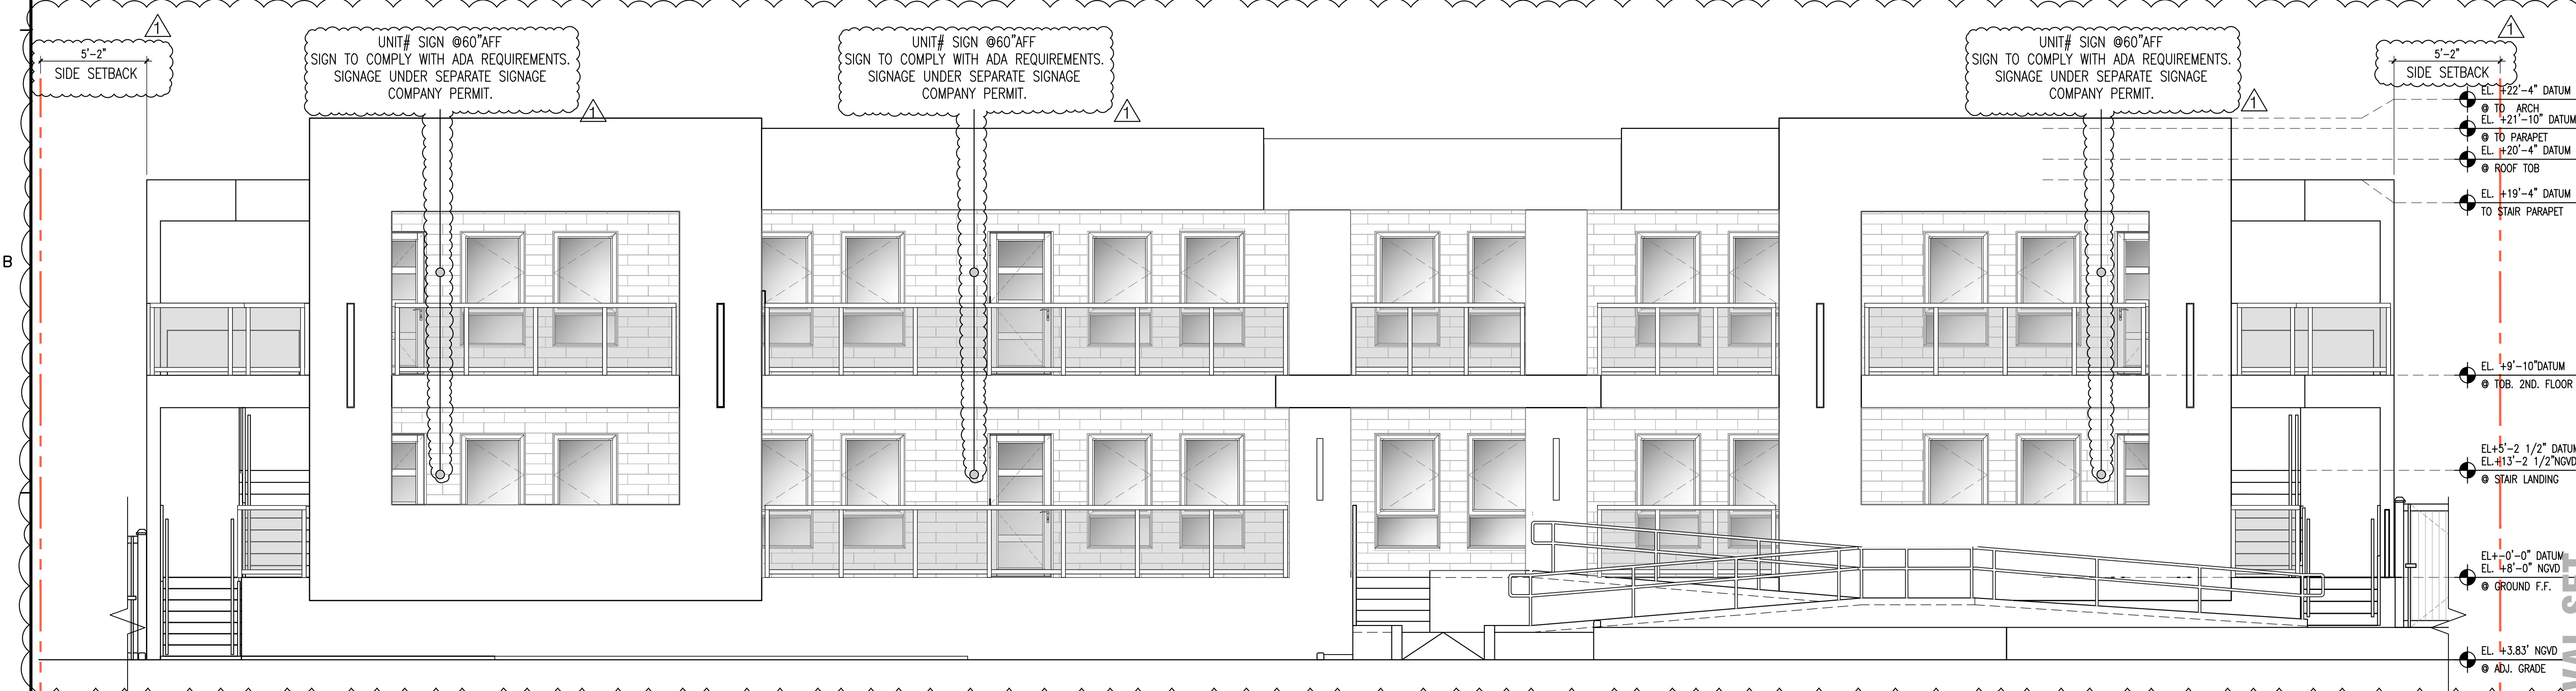 1
5'-2"
SIDE SETBACK
UNIT# SIGN @60"AFF
SIGN TO COMPLY WITH ADA REQUIREMENTS.
SIGNAGE UNDER SEPARATE SIGNAGE
COMPANY PERMIT.
1
UNIT# SIGN @60"AFF
SIGN TO COMPLY WITH ADA REQUIREMENTS.
SIGNAGE UNDER SEPARATE SIGNAGE
COMPANY PERMIT.
1
UNIT# SIGN @60"AFF
SIGN TO COMPLY WITH ADA REQUIREMENTS.
SIGNAGE UNDER SEPARATE SIGNAGE
COMPANY PERMIT.
1
1
5'-2"
SIDE SETBACK
EL. +22'-4" DATUM
@ TO ARCH
EL. +21'-10" DATUM
@ TO PARAPET
EL. +20'-4" DATUM
@ ROOF TOB
EL. +19'-4" DATUM
TO STAIR PARAPET
B
EL. +9'-10"DATUM
@ TOB. 2ND. FLOOR
EL+5'-2 1/2" DATUM
EL.+13'-2 1/2"NGVD
@ STAIR LANDING
EL+-0'-0" DATUM
EL. +8'-0" NGVD
@ GROUND F.F.
EL. +3.83' NGVD
@ ADJ. GRADE